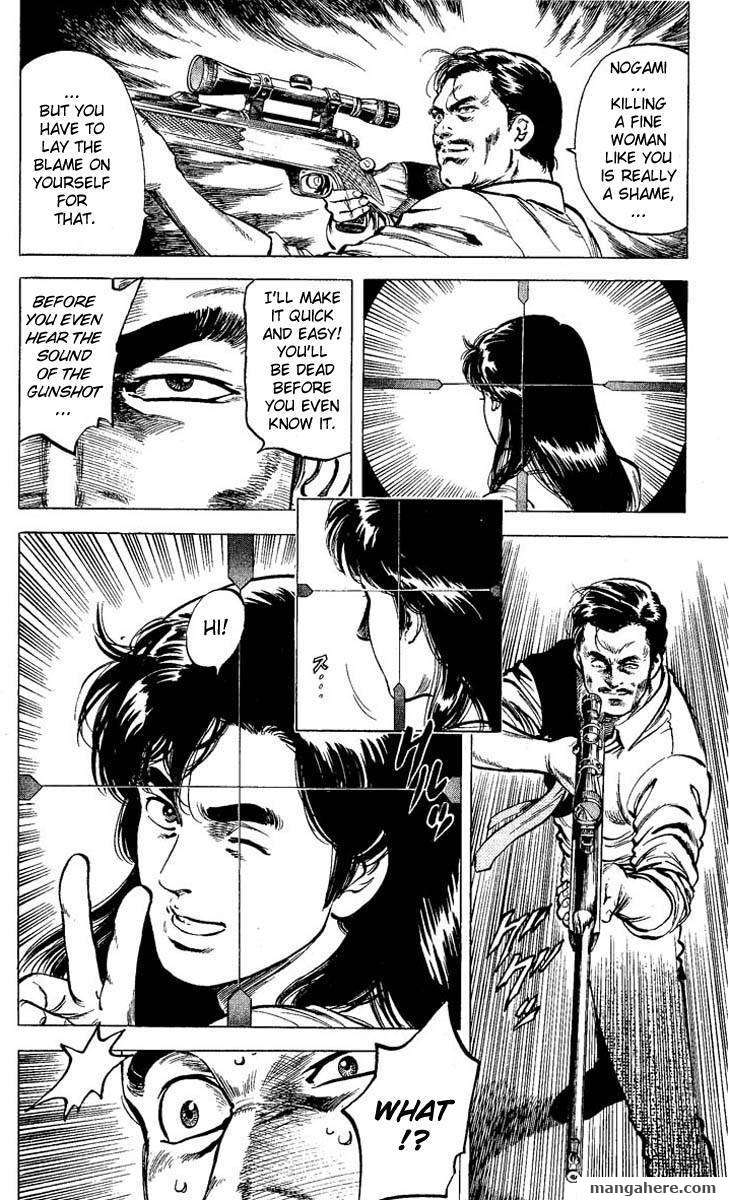 NOGAMI
...
KILLING
A FINE
WOMAN
LIKE YOU
IS REALLY
A SHAME,
...
...
BUT YOU
HAVE TO
LAY THE
BLAME ON
YOURSELF
FOR
THAT.
I'LL MAKE
IT QUICK
AND EASY!
YOU'LL
BE DEAD
BEFORE
YOU EVEN
KNOW IT.
BEFORE
YOU EVEN
HEAR THE
SOUND
OF THE
GUNSHOT
...
ス...
HI!
WHAT
!?
mangahere.com